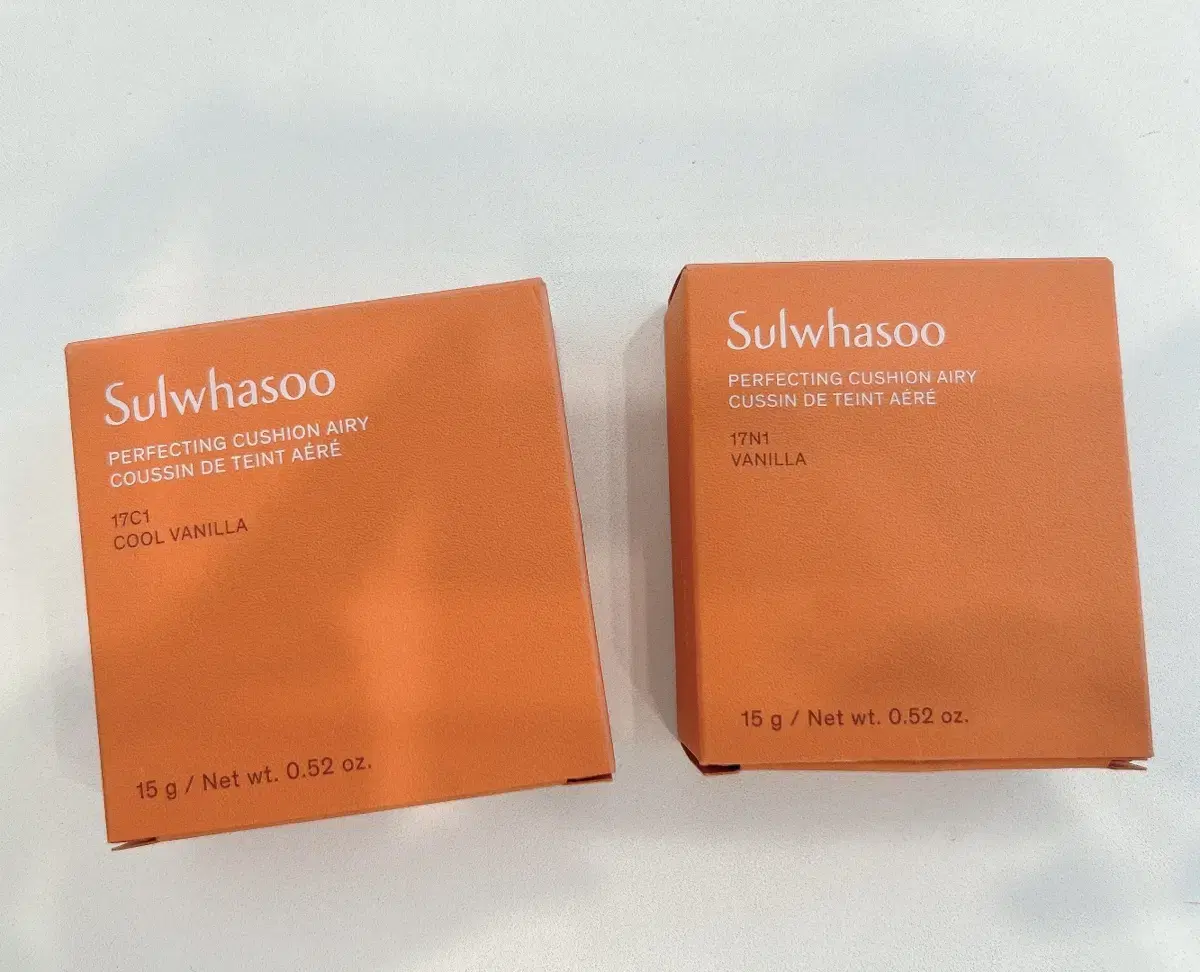 Sulwhasoo
PERFECTING CUSHION AIRY
COUSSIN DE TEINT AÉRÉ
17C1
COOL VANILLA
15 g / Net wt. 0.52 oz.
Sulwhasoo
PERFECTING CUSHION AIRY
CUSSIN DE TEINT AÉRÉ
17N1
VANILLA
15 g / Net wt. 0.52 oz.